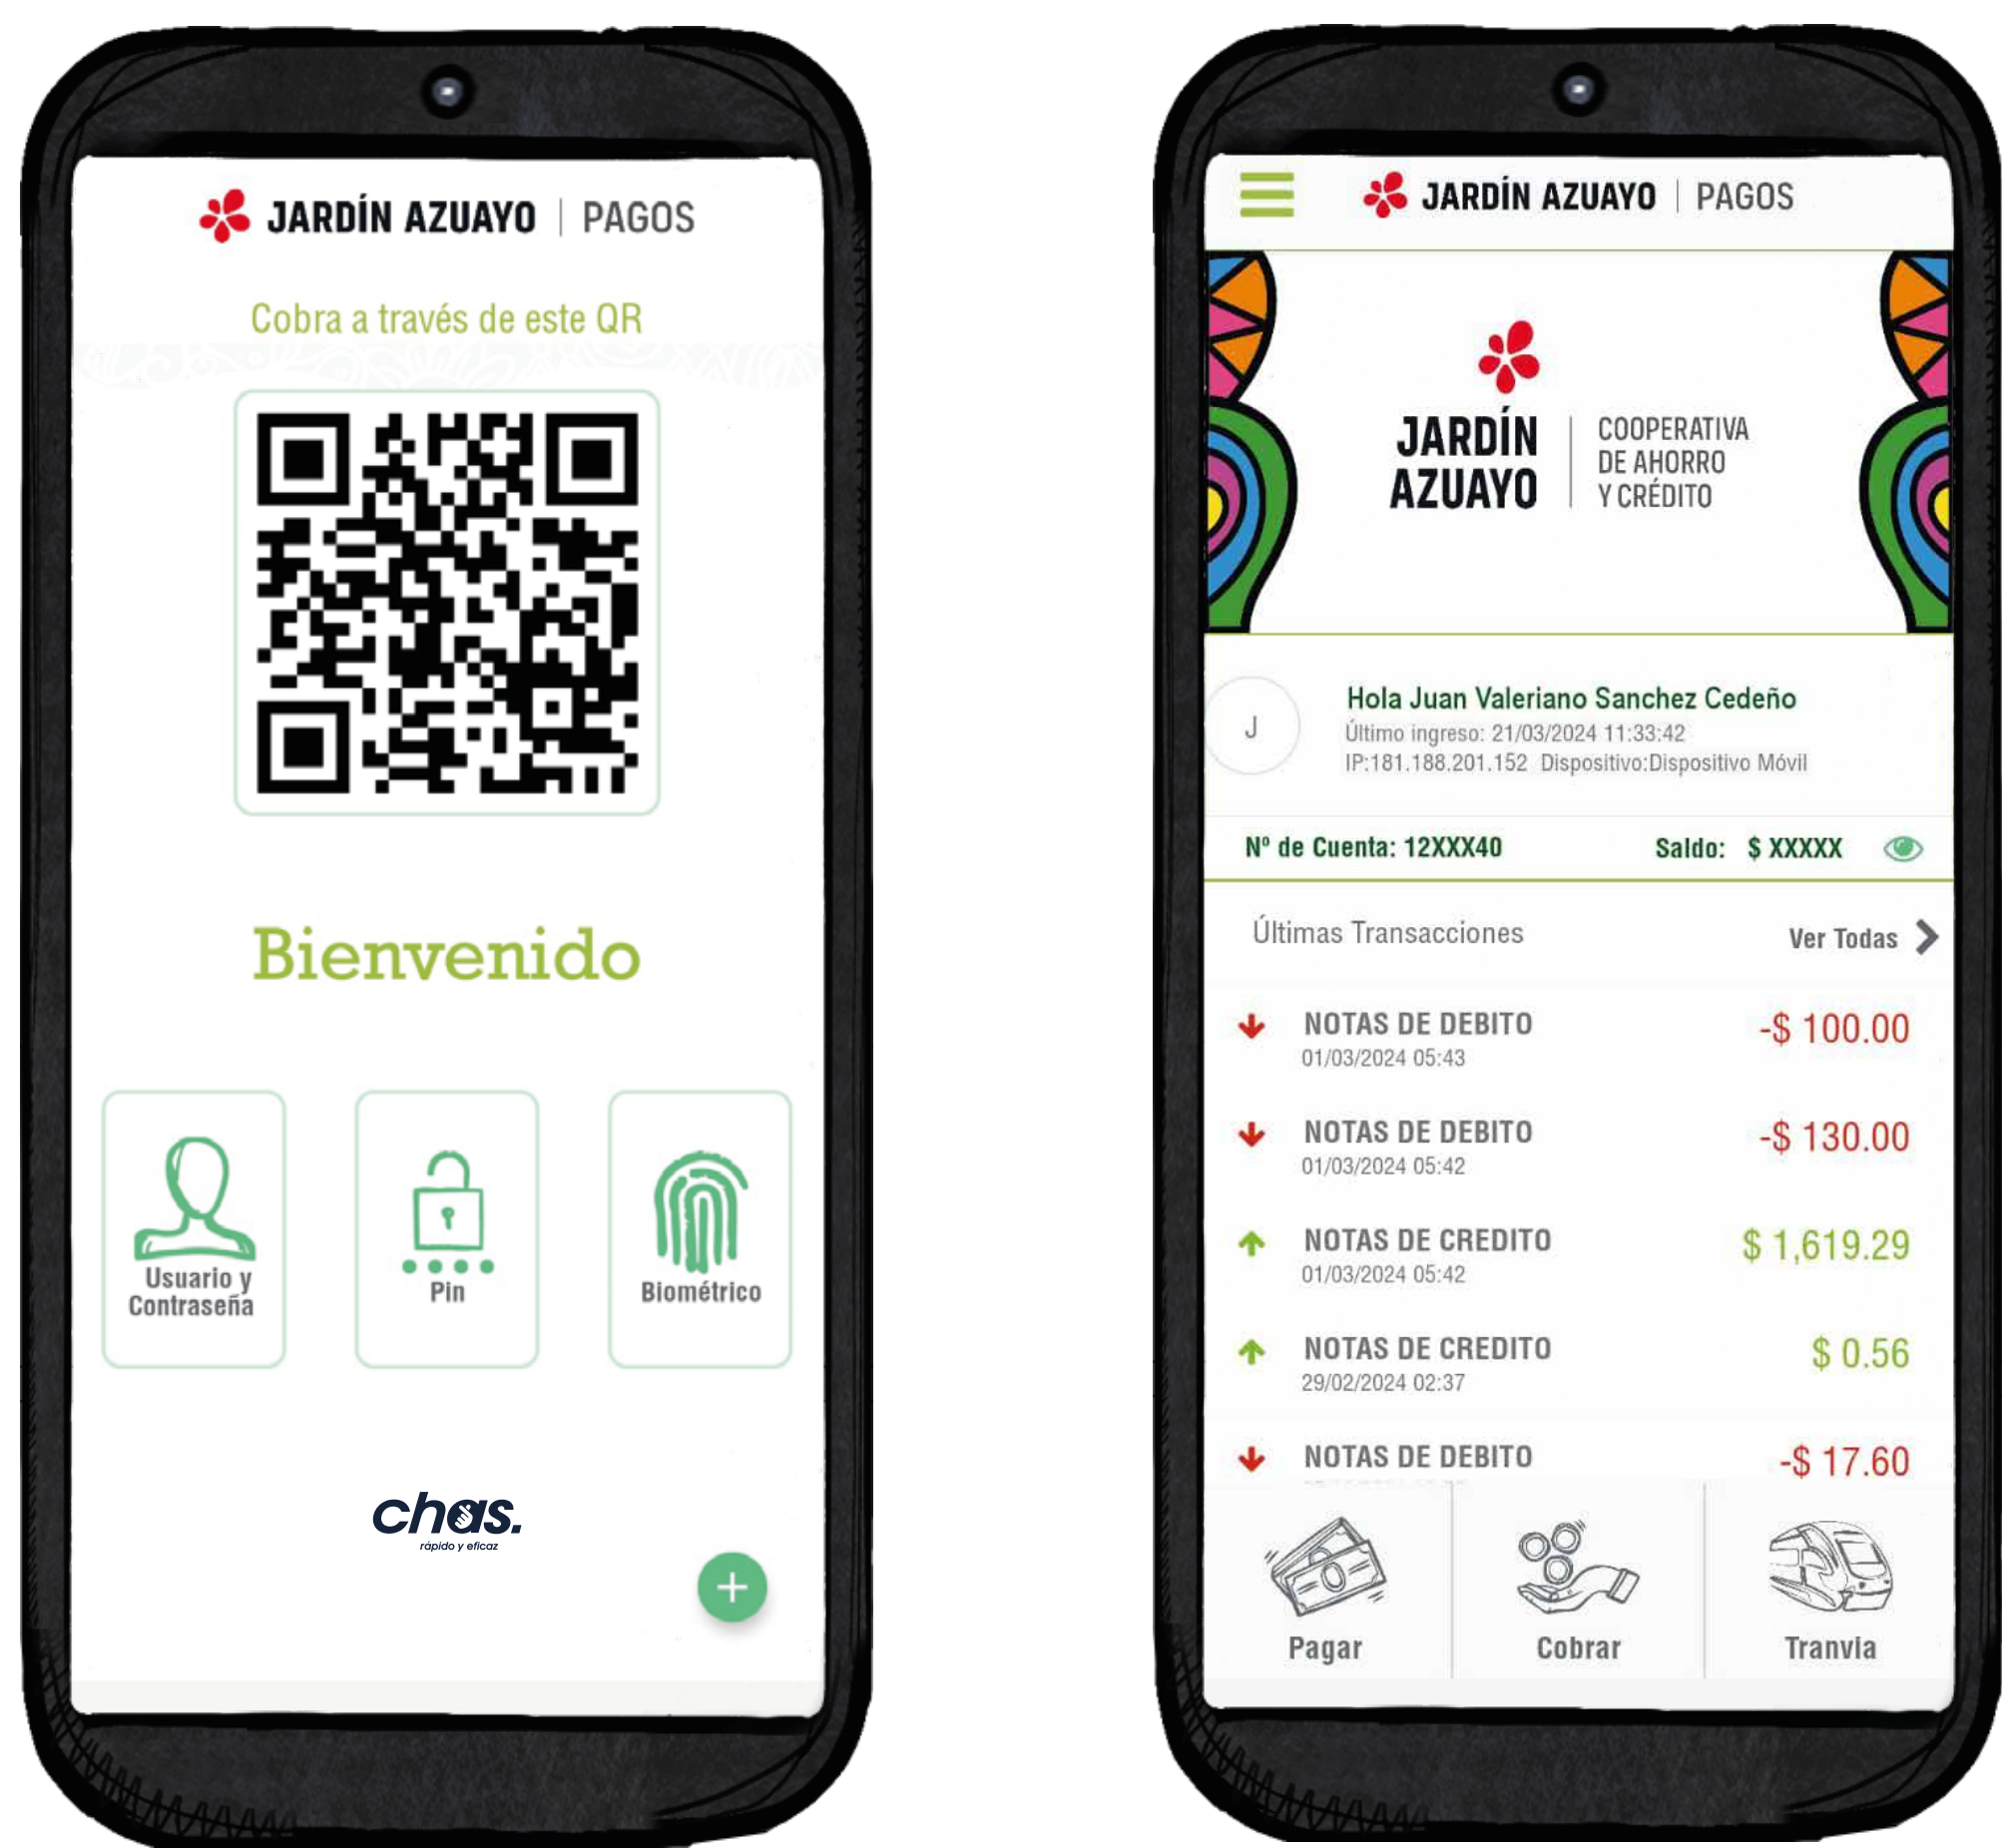 JARDÍN AZUAYO | PAGOS
Cobra a través de este QR
Bienvenido
Usuario y
Contraseña
Pin
Biométrico
chas.
rápido y eficaz
JARDÍN AZUAYO | PAGOS
JARDÍN
AZUAYO
COOPERATIVA
DE AHORRO
Y CRÉDITO
J
Hola Juan Valeriano Sanchez Cedeño
Último ingreso: 21/03/2024 11:33:42
IP:181.188.201.152 Dispositivo:Dispositivo Móvil
Nº de Cuenta: 12XXX40 Saldo: $ XXXXX
Últimas Transacciones Ver Todas
NOTAS DE DEBITO -$ 100.00
01/03/2024 05:43
NOTAS DE DEBITO -$ 130.00
01/03/2024 05:42
NOTAS DE CREDITO $ 1,619.29
01/03/2024 05:42
NOTAS DE CREDITO $ 0.56
29/02/2024 02:37
NOTAS DE DEBITO -$ 17.60
Pagar Cobrar Tranvia